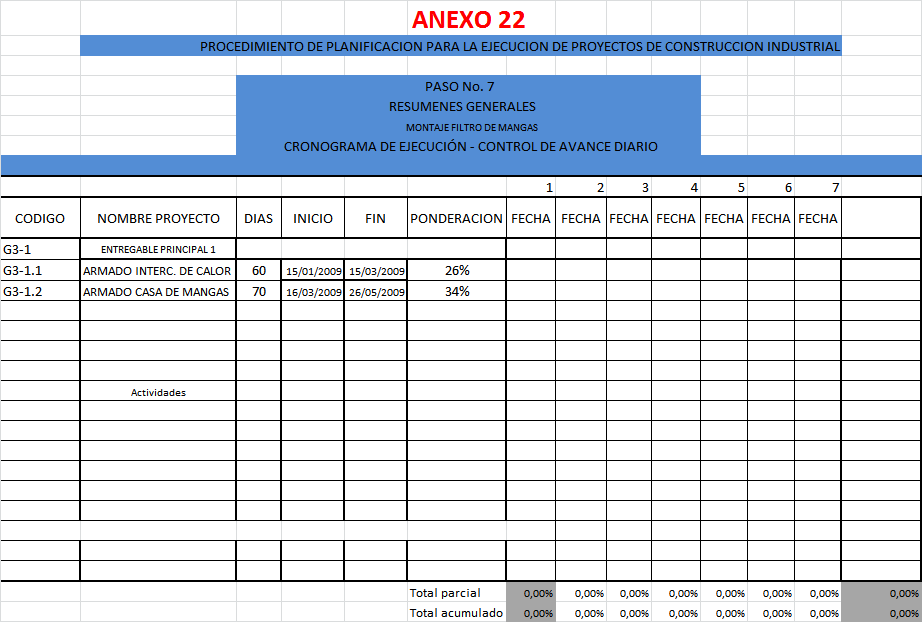 ANEXO 22
PROCEDIMIENTO DE PLANIFICACION PARA LA EJECUCION DE PROYECTOS DE CONSTRUCCION INDUSTRIAL
PASO No. 7
RESUMENES GENERALES
MONTAJE FILTRO DE MANGAS
CRONOGRAMA DE EJECUCIÓN - CONTROL DE AVANCE DIARIO
1 2 3 4 5 6 7
CODIGO NOMBRE PROYECTO DIAS INICIO FIN PONDERACION FECHA FECHA FECHA FECHA FECHA FECHA FECHA
G3-1 ENTREGABLE PRINCIPAL 1
G3-1.1 ARMADO INTERC. DE CALOR 60 15/01/2009 15/03/2009 26%
G3-1.2 ARMADO CASA DE MANGAS 70 16/03/2009 26/05/2009 34%
Actividades
Total parcial 0,00% 0,00% 0,00% 0,00% 0,00% 0,00% 0,00% 0,00%
Total acumulado 0,00% 0,00% 0,00% 0,00% 0,00% 0,00% 0,00% 0,00%